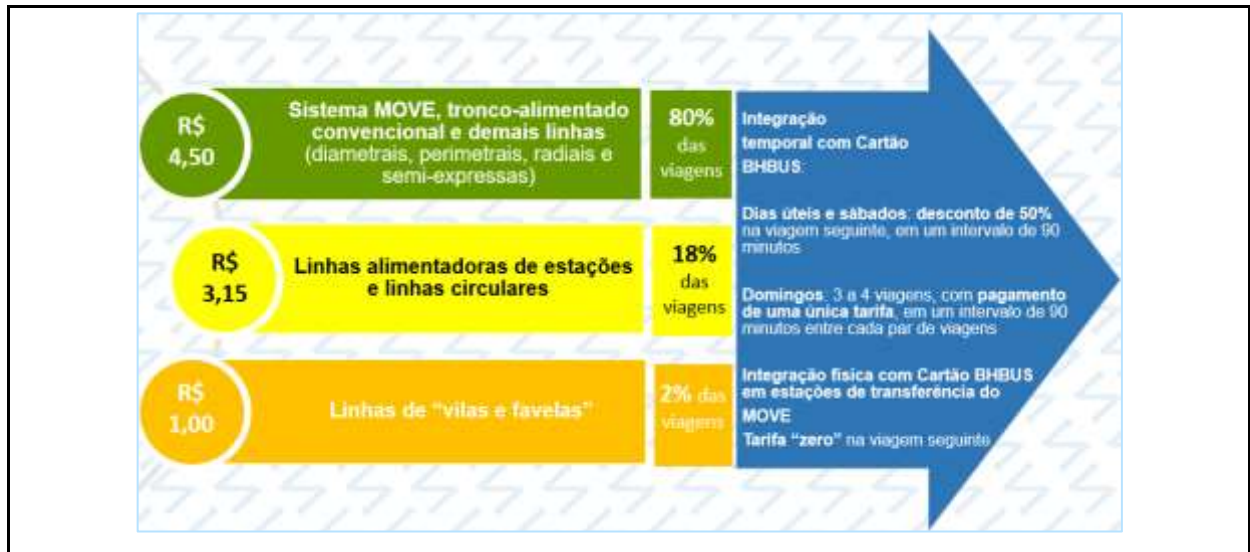 R$
4,50
Sistema MOVE, tronco-alimentado
convencional e demais linhas
(diametrais, perimetrais, radiais e
semi-expressas)
80%
das
viagens
R$
3,15
Linhas alimentadoras de estações
e linhas circulares
18%
das
viagens
R$
1,00
Linhas de “vilas e favelas”
2% das
viagens
Integração
temporal com Cartão
BHBUS:
Dias úteis e sábados: desconto de 50%
na viagem seguinte, em um intervalo de 90
minutos
Domingos: 3 a 4 viagens, com pagamento
de uma única tarifa, em um intervalo de 90
minutos entre cada par de viagens
Integração física com Cartão BHBUS
em estações de transferência do
MOVE
Tarifa “zero” na viagem seguinte